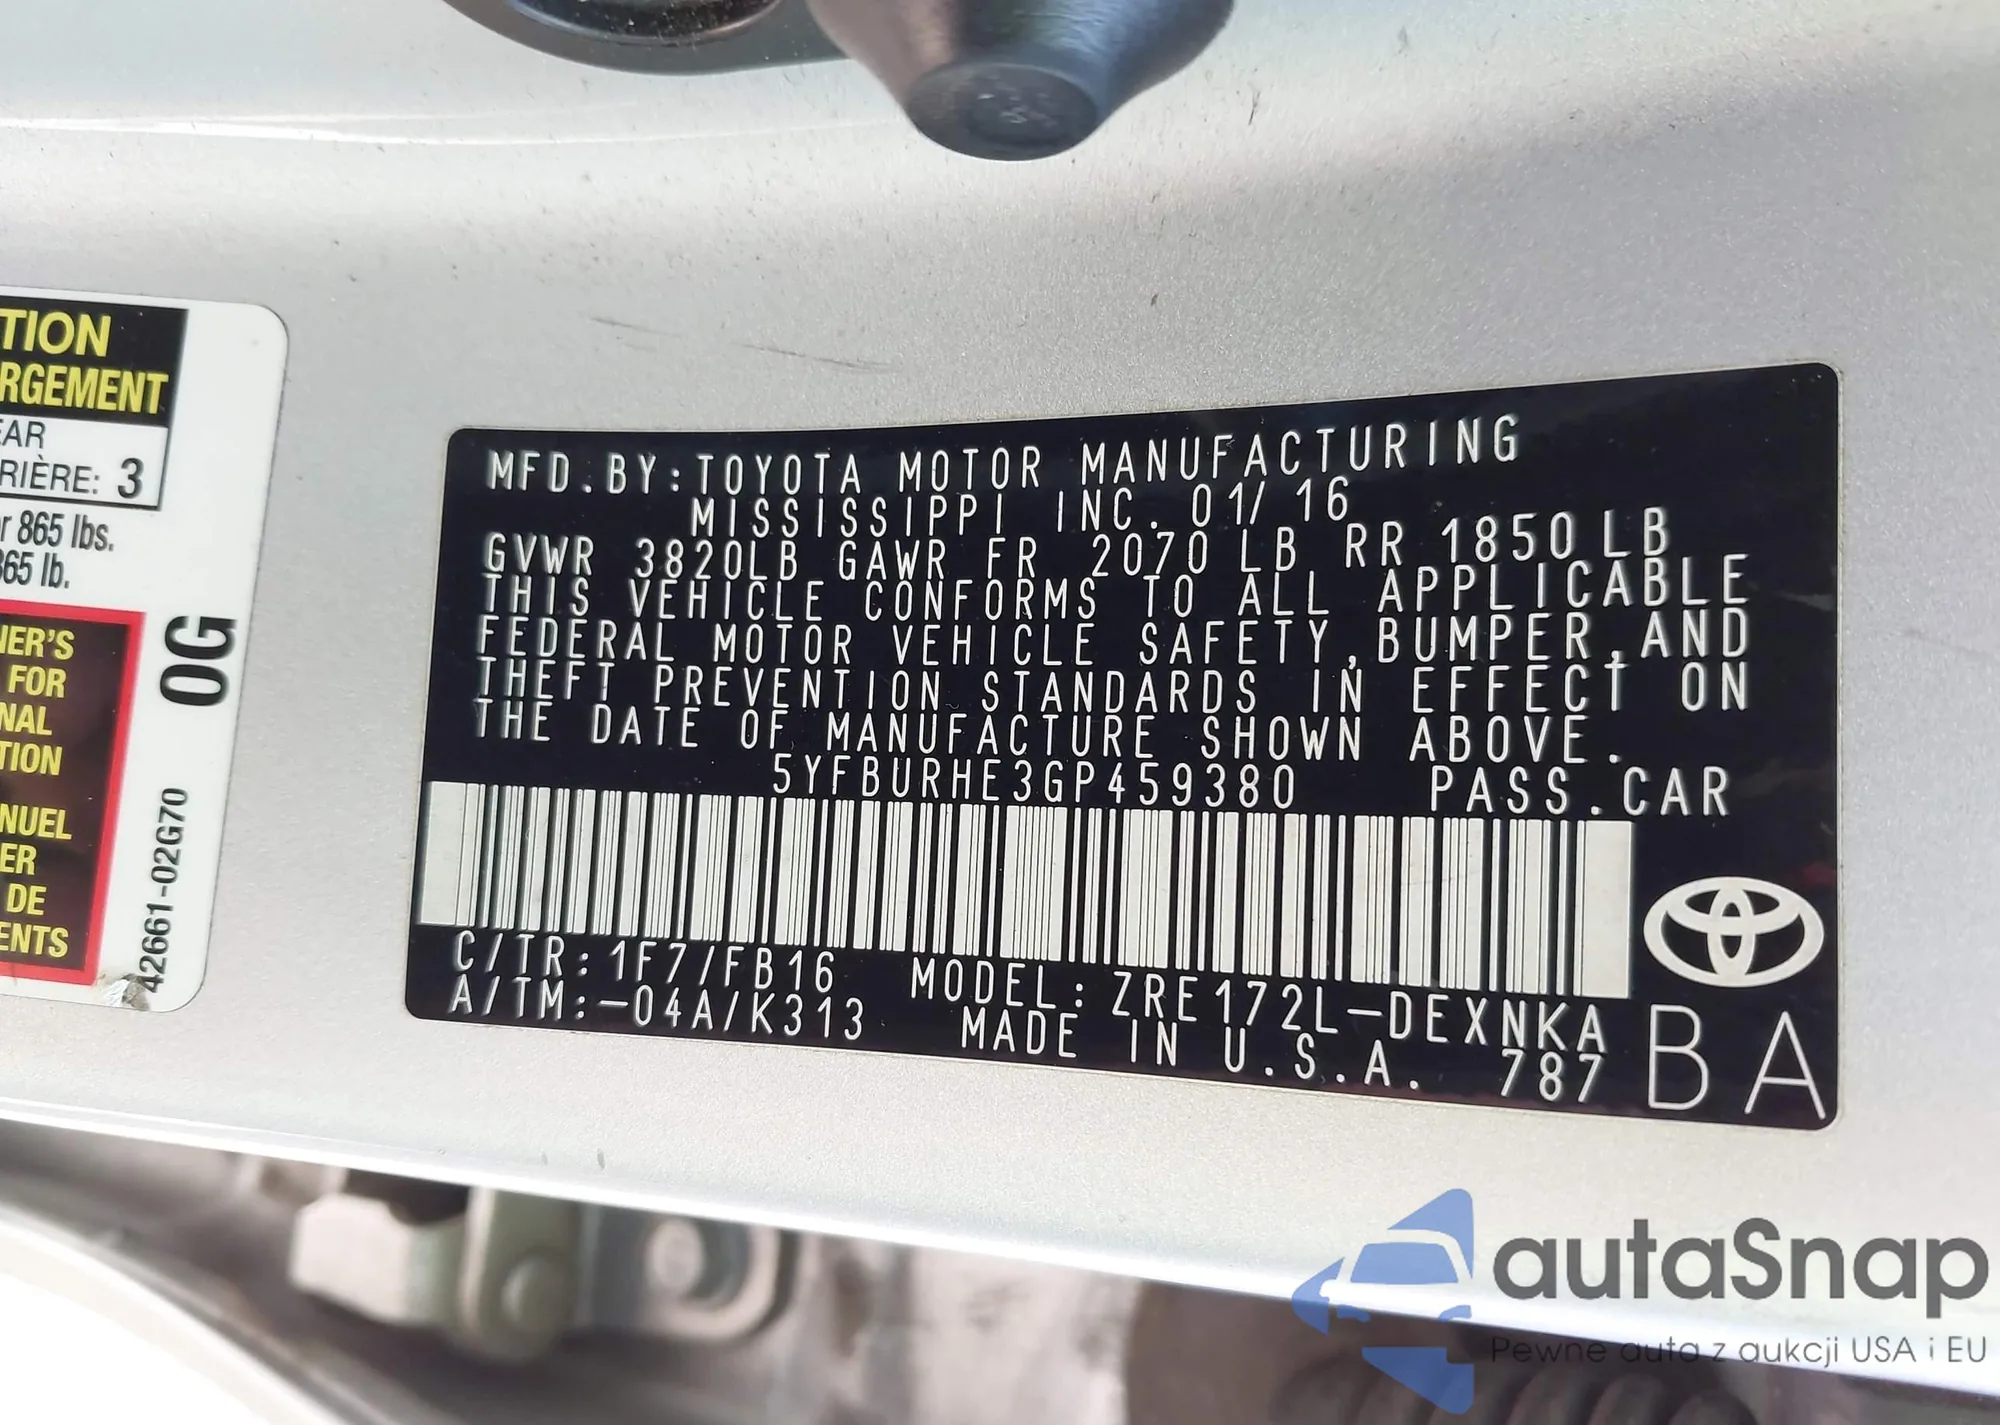 TION
RGEMENT
EAR
RIÈRE: 3
r 865 lbs.
365 lb.
NER'S
FOR
NAL
TION
NUEL
ER
DE
ENTS
0G
42661-02G70
MFD.BY:TOYOTA MOTOR MANUFACTURING
MISSISSIPPI INC. 01/16
GVWR 3820LB GAWR FR 2070 LB RR 1850LB
THIS VEHICLE CONFORMS TO ALL APPLICABLE
FEDERAL MOTOR VEHICLE SAFETY,BUMPER,AND
THEFT PREVENTION STANDARDS IN EFFECT ON
THE DATE OF MANUFACTURE SHOWN ABOVE.
5YFBURHE3GP459380 PASS.CAR
C/TR:1F7/FB16 MODEL:ZRE172L-DEXNKA
A/TM:-04A/K313 MADE IN U.S.A. 787
BA
autaSnap
Pewne auta z aukcji USA i EU